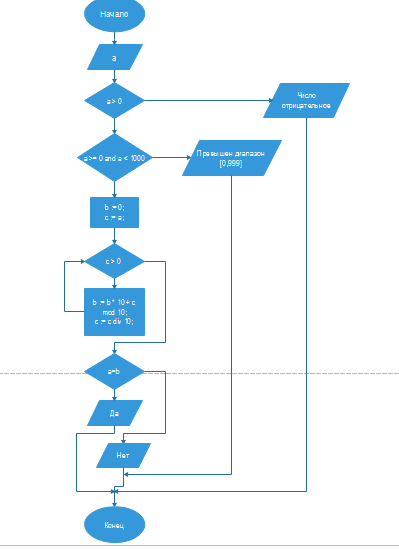 Начало
a
a > 0
Число
отрицательное
a >= 0 and a < 1000
Превышен диапазон
[0,999]
b := 0;
c := a;
c > 0
b := b * 10 + c
mod 10;
c := c div 10;
a=b
Да
Нет
Конец